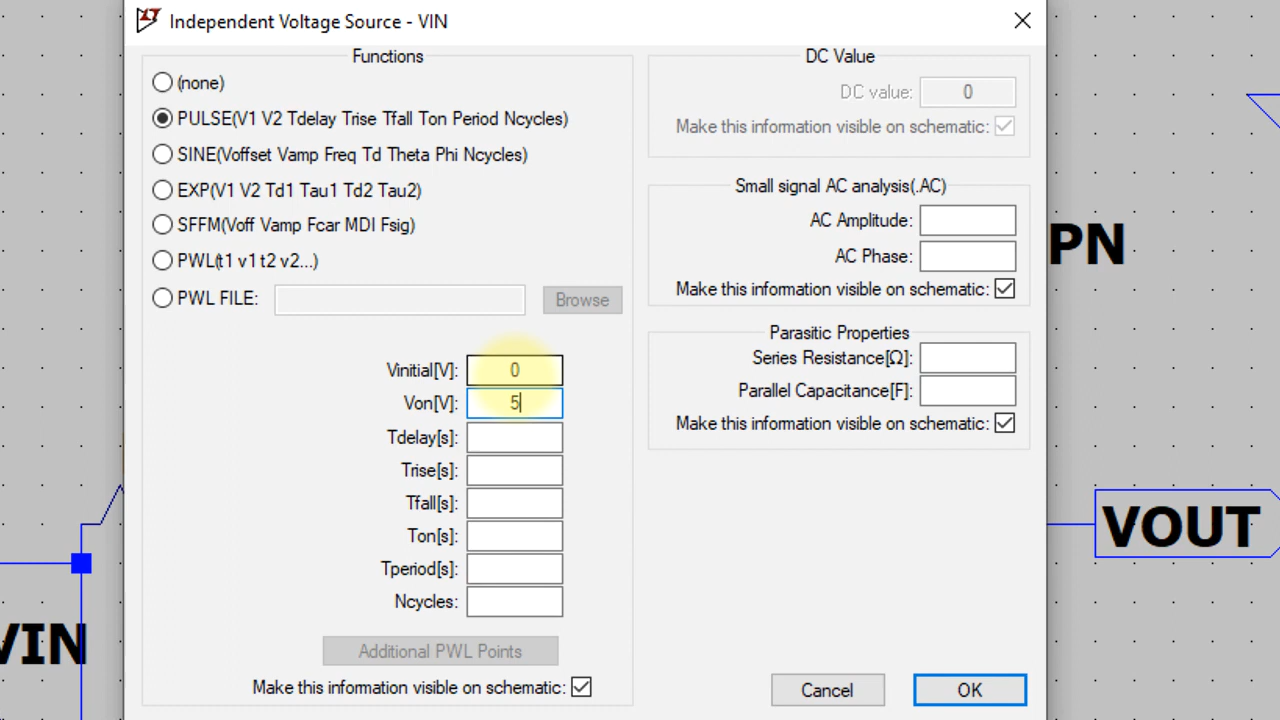 Independent Voltage Source - VIN
Functions
(none)
PULSE(V1 V2 Tdelay Trise Tfall Ton Period Ncycles)
SINE(Voffset Vamp Freq Td Theta Phi Ncycles)
EXP(V1 V2 Td1 Tau1 Td2 Tau2)
SFFM(Voff Vamp Fcar MDI Fsig)
PWL(t1 v1 t2 v2...)
PWL FILE:
Browse
Vinitial[V]: 0
Von[V]: 5
Tdelay[s]:
Trise[s]:
Tfall[s]:
Ton[s]:
Tperiod[s]:
Ncycles:
Additional PWL Points
Make this information visible on schematic:
DC Value
DC value: 0
Make this information visible on schematic:
Small signal AC analysis(.AC)
AC Amplitude:
AC Phase:
Make this information visible on schematic:
Parasitic Properties
Series Resistance[Ω]:
Parallel Capacitance[F]:
Make this information visible on schematic:
Cancel
OK
PN
VOUT
VIN